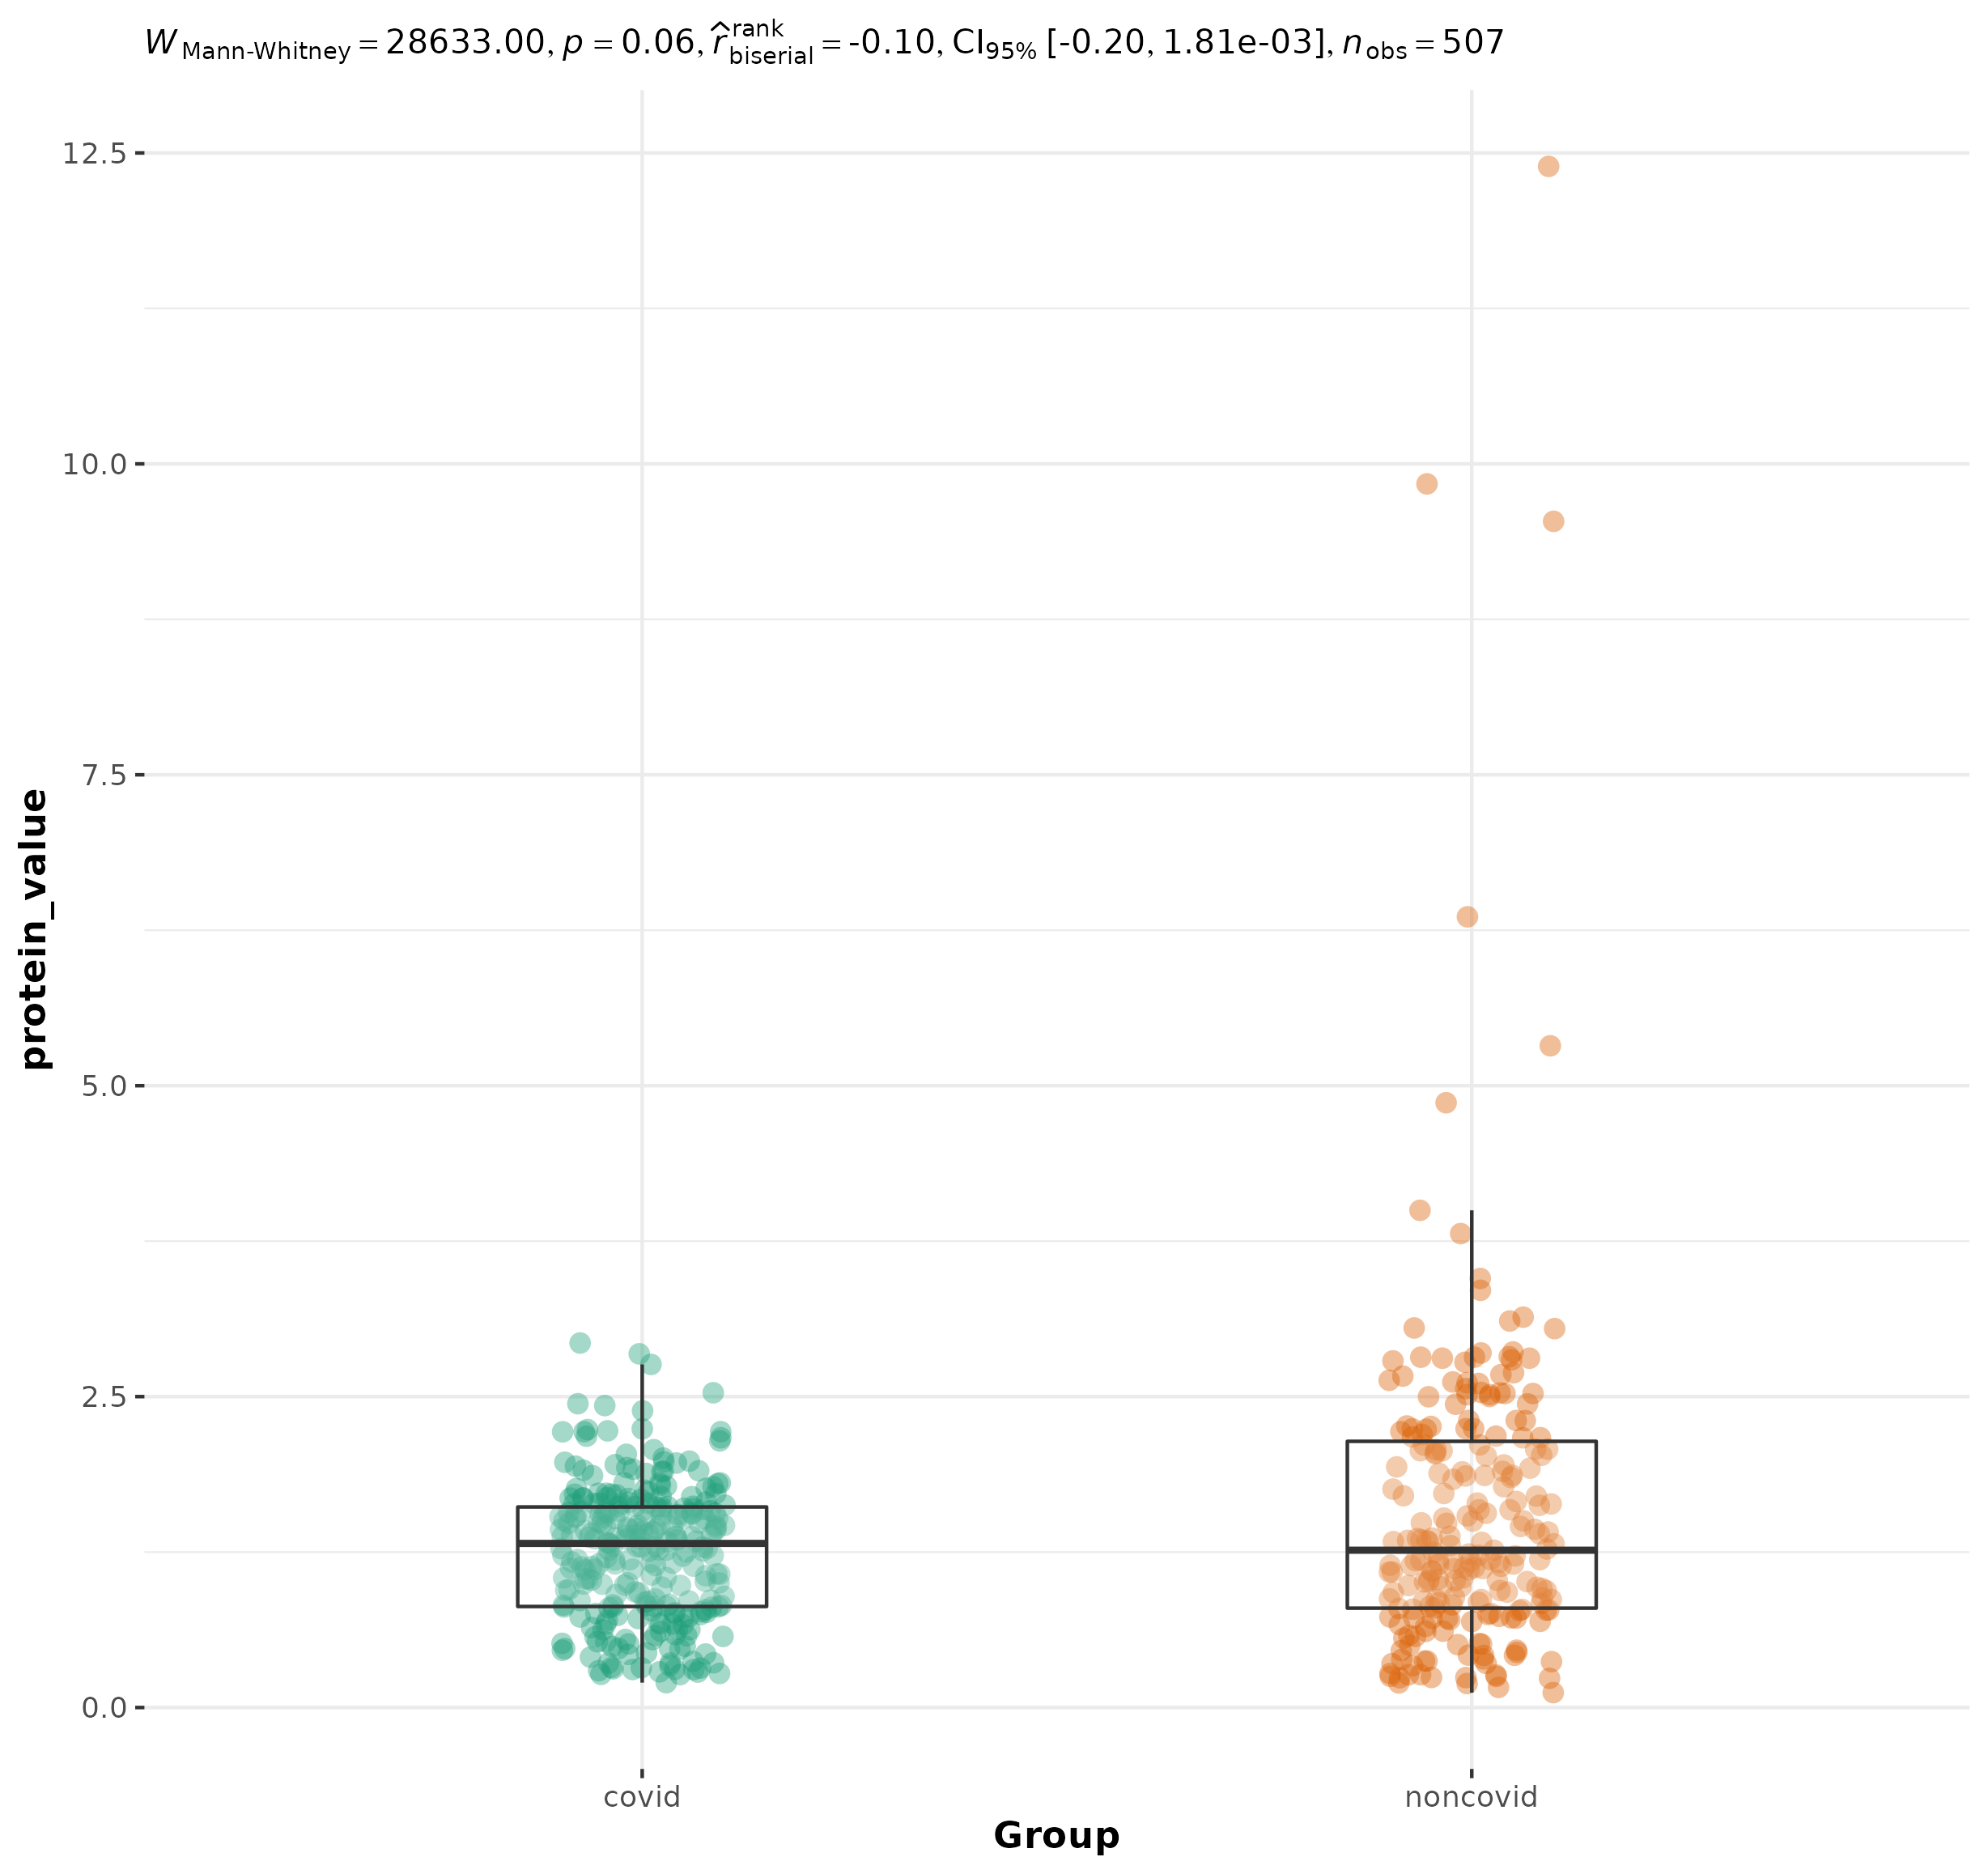 W Mann-Whitney = 28633.00, p = 0.06, r̂ rank biserial = -0.10, CI95% [-0.20, 1.81e-03], n obs = 507
12.5
10.0
7.5
5.0
2.5
0.0
protein_value
covid noncovid
Group